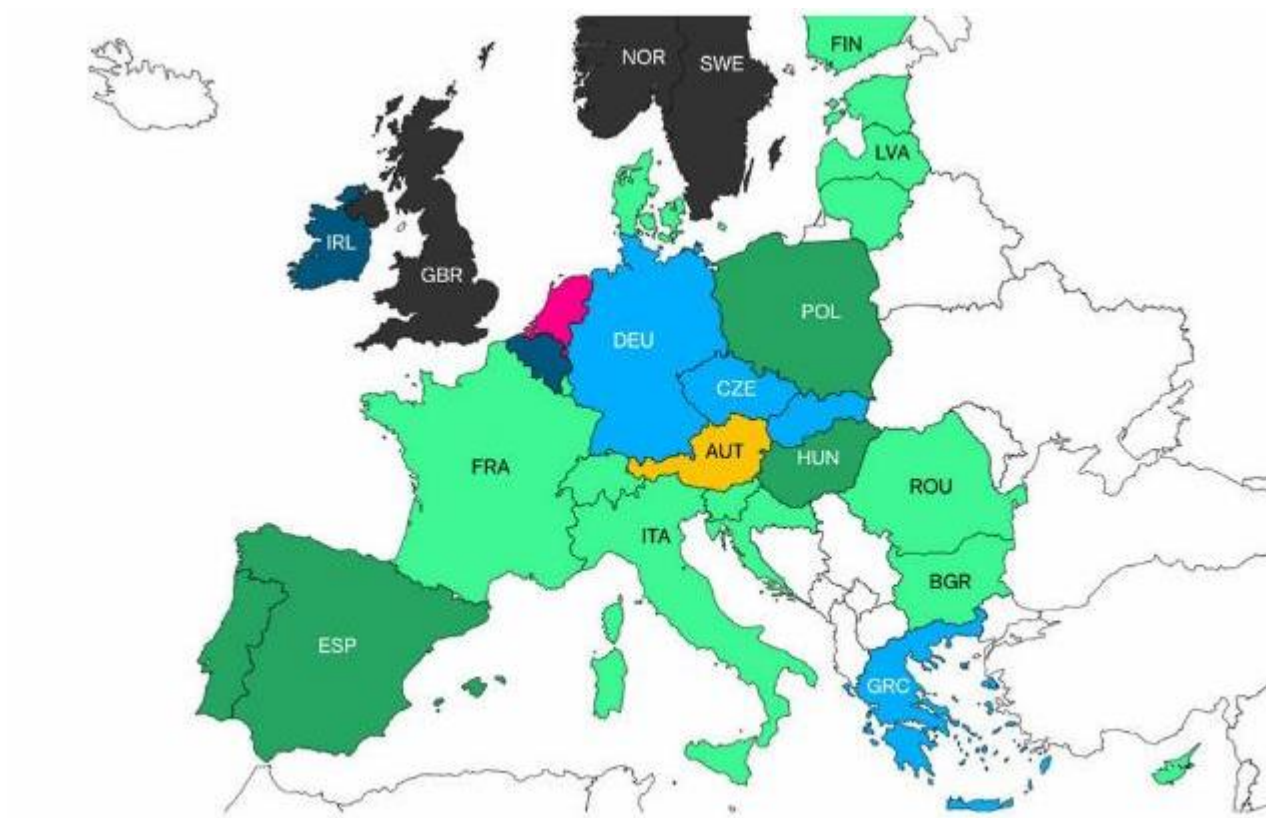 NOR
SWE
FIN
LVA
IRL
GBR
POL
DEU
CZE
AUT
HUN
FRA
ROU
ITA
BGR
ESP
GRC